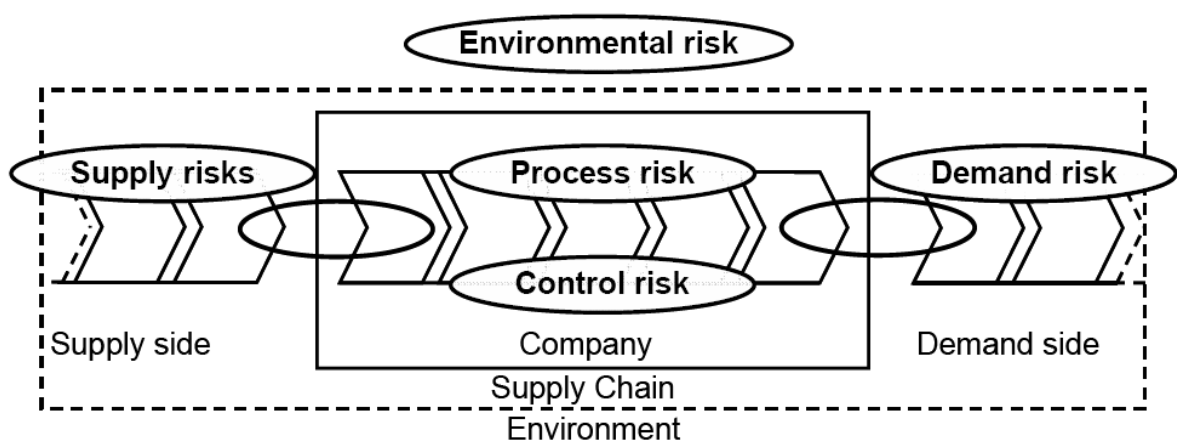 Environmental risk
Supply risks
Process risk
Demand risk
Control risk
Supply side
Company
Demand side
Supply Chain
Environment